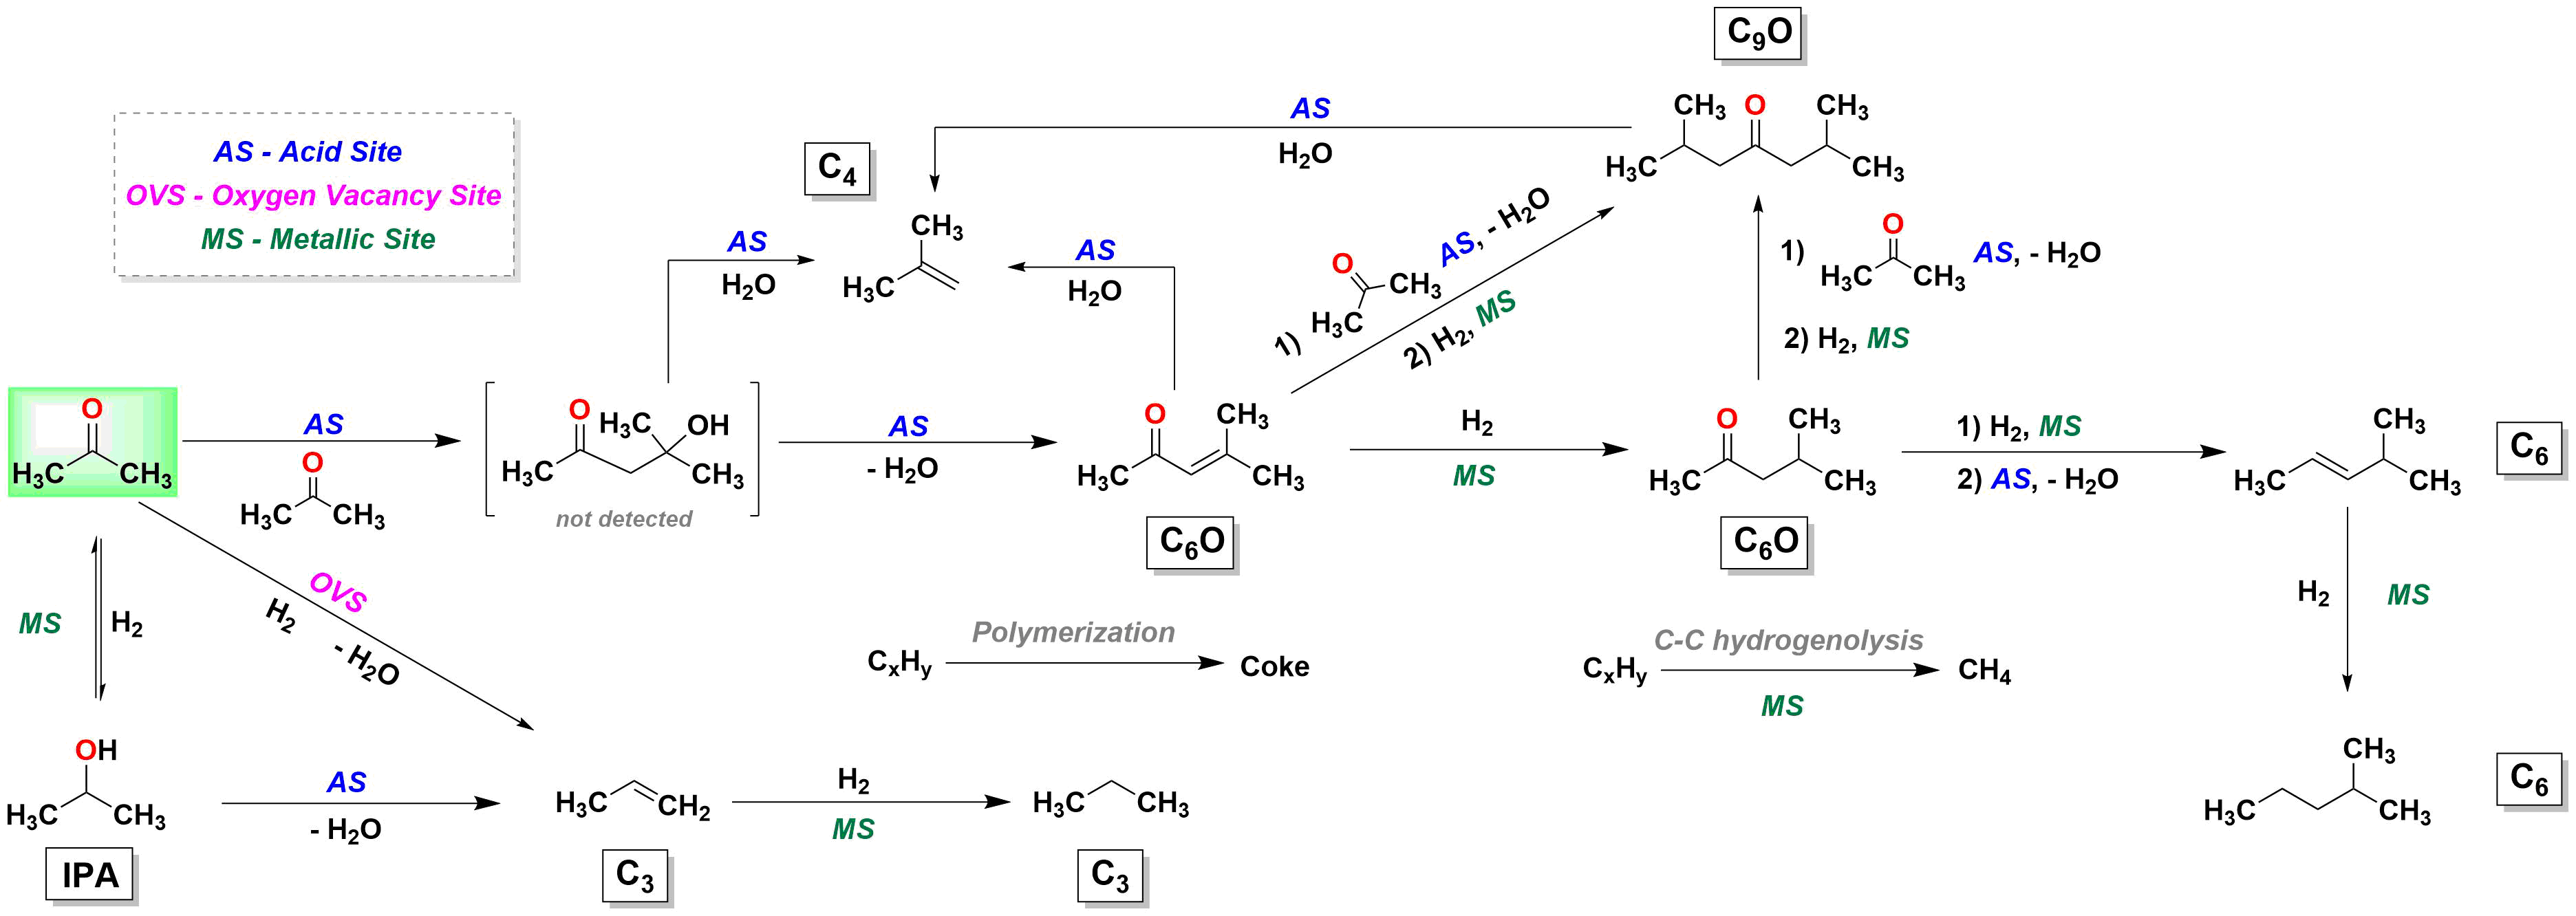 C₉O
CH₃ O CH₃
H₃C CH₃
AS
H₂O
AS - Acid Site
OVS - Oxygen Vacancy Site
MS - Metallic Site
C₄
CH₃
H₃C
AS
H₂O
AS
H₂O
1) O H₃C CH₃ AS, - H₂O
2) H₂, MS
1) O H₃C CH₃ AS, - H₂O
2) H₂, MS
O
H₃C CH₃
AS
O
H₃C CH₃
O H₃C OH
H₃C CH₃
not detected
AS
- H₂O
O CH₃
H₃C CH₃
C₆O
H₂
MS
O CH₃
H₃C CH₃
C₆O
1) H₂, MS
2) AS, - H₂O
CH₃
H₃C CH₃
C₆
MS H₂
OVS
H₂ - H₂O
Polymerization
CₓHᵧ Coke
C-C hydrogenolysis
CₓHᵧ CH₄
MS
H₂ MS
OH
H₃C CH₃
IPA
AS
- H₂O
H₃C CH₂
C₃
H₂
MS
H₃C CH₃
C₃
CH₃
H₃C CH₃
C₆